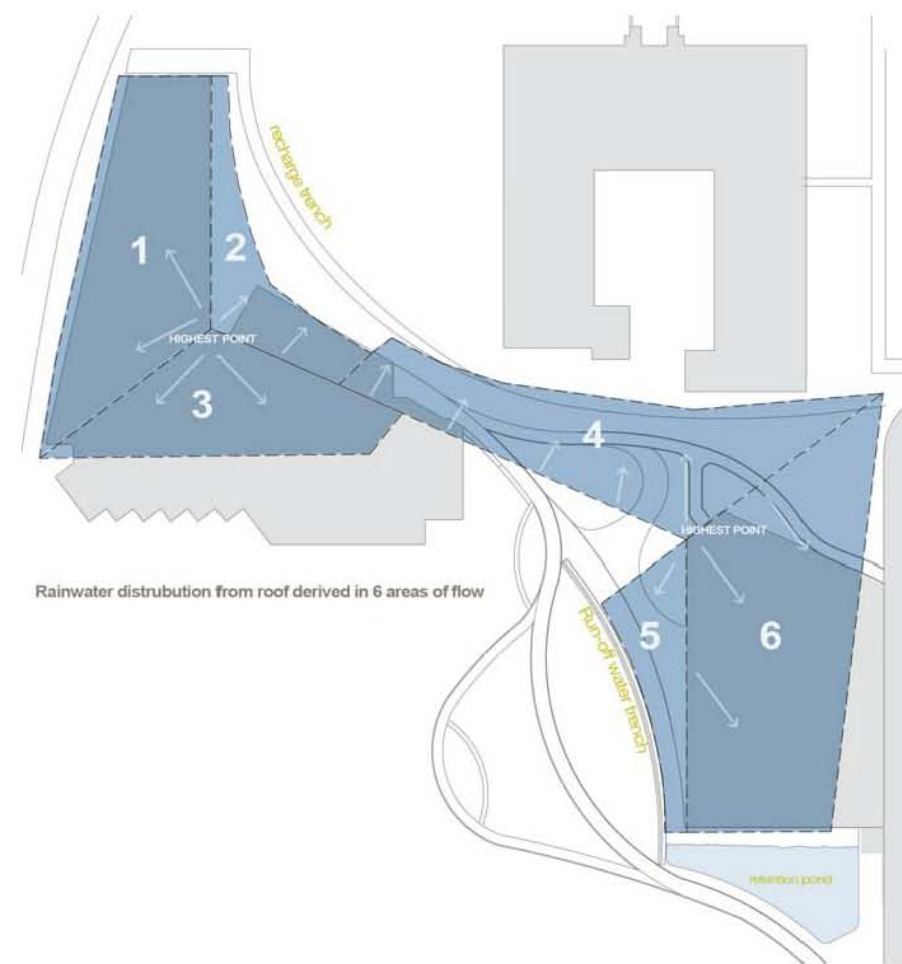 recharge trench
1
2
HIGHEST POINT
3
4
HIGHEST POINT
Rainwater distrubution from roof derived in 6 areas of flow
5
6
Run-off water trench
retention pond